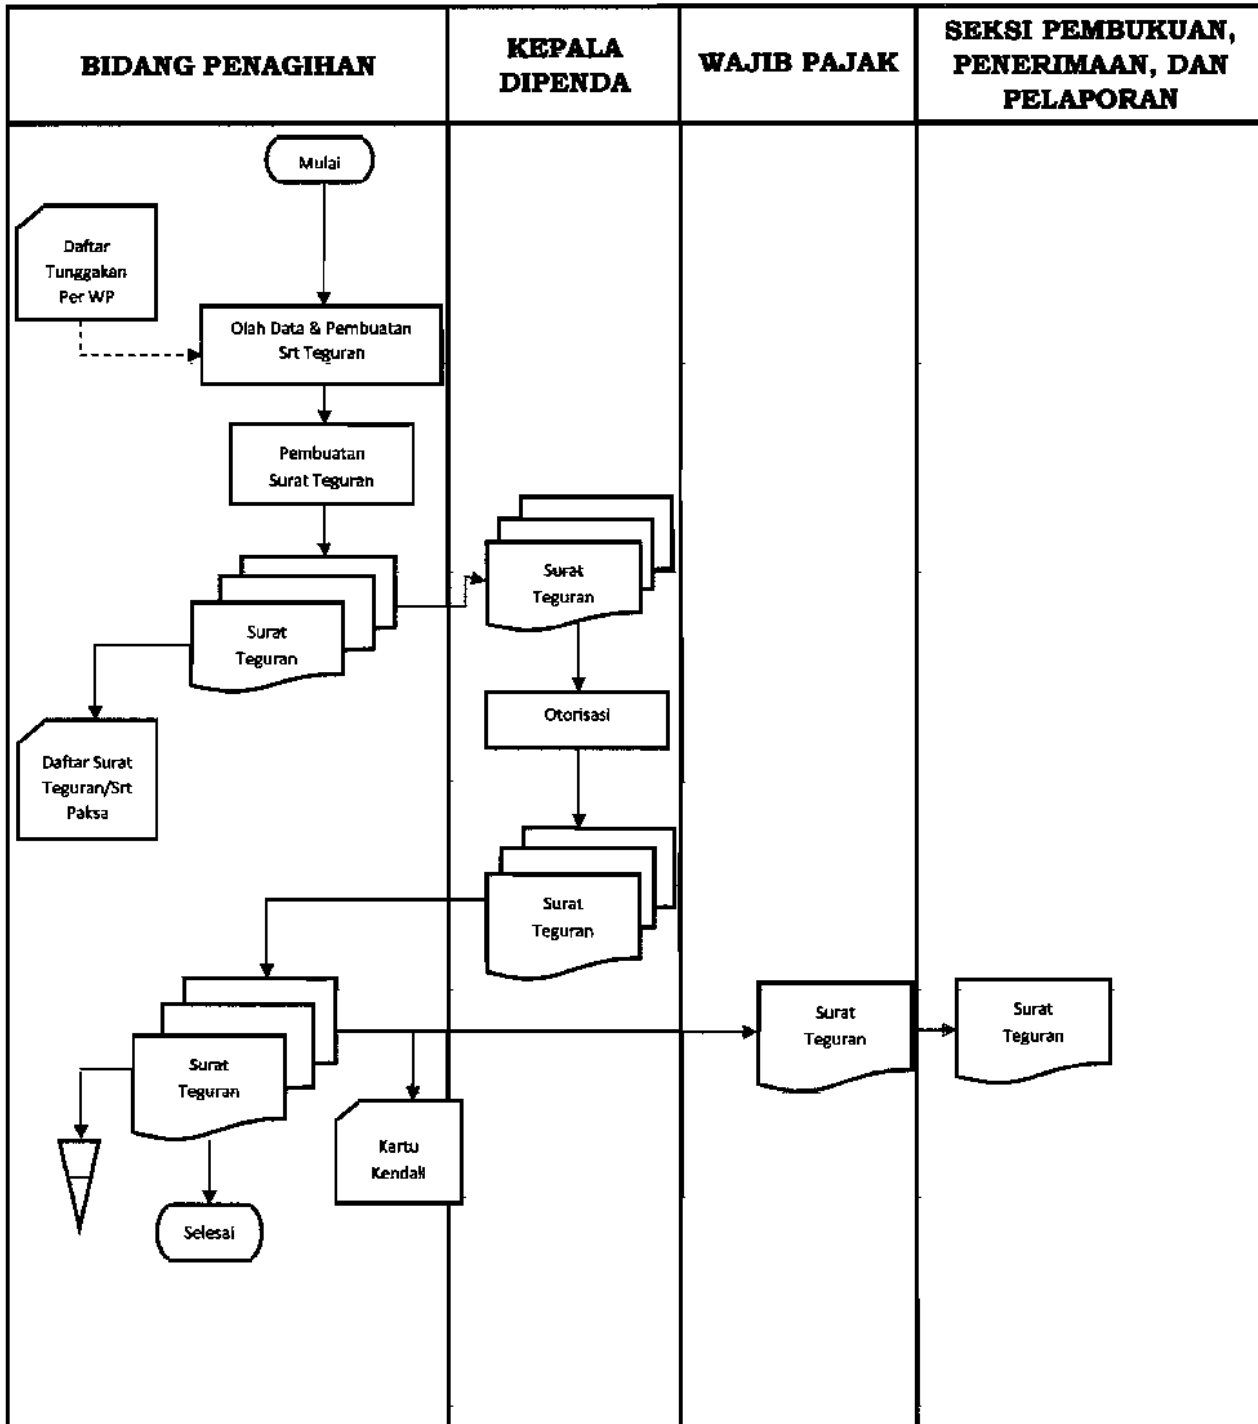 BIDANG PENAGIHAN
KEPALA
DIPENDA
WAJIB PAJAK
SEKSI PEMBUKUAN,
PENERIMAAN, DAN
PELAPORAN
Mulai
Daftar
Tunggakan
Per WP
Olah Data & Pembuatan
Srt Teguran
Pembuatan
Surat Teguran
Surat
Teguran
Surat
Teguran
Otorisasi
Daftar Surat
Teguran/Srt
Paksa
Surat
Teguran
Surat
Teguran
Surat
Teguran
Surat
Teguran
Kartu
Kendali
Selesai